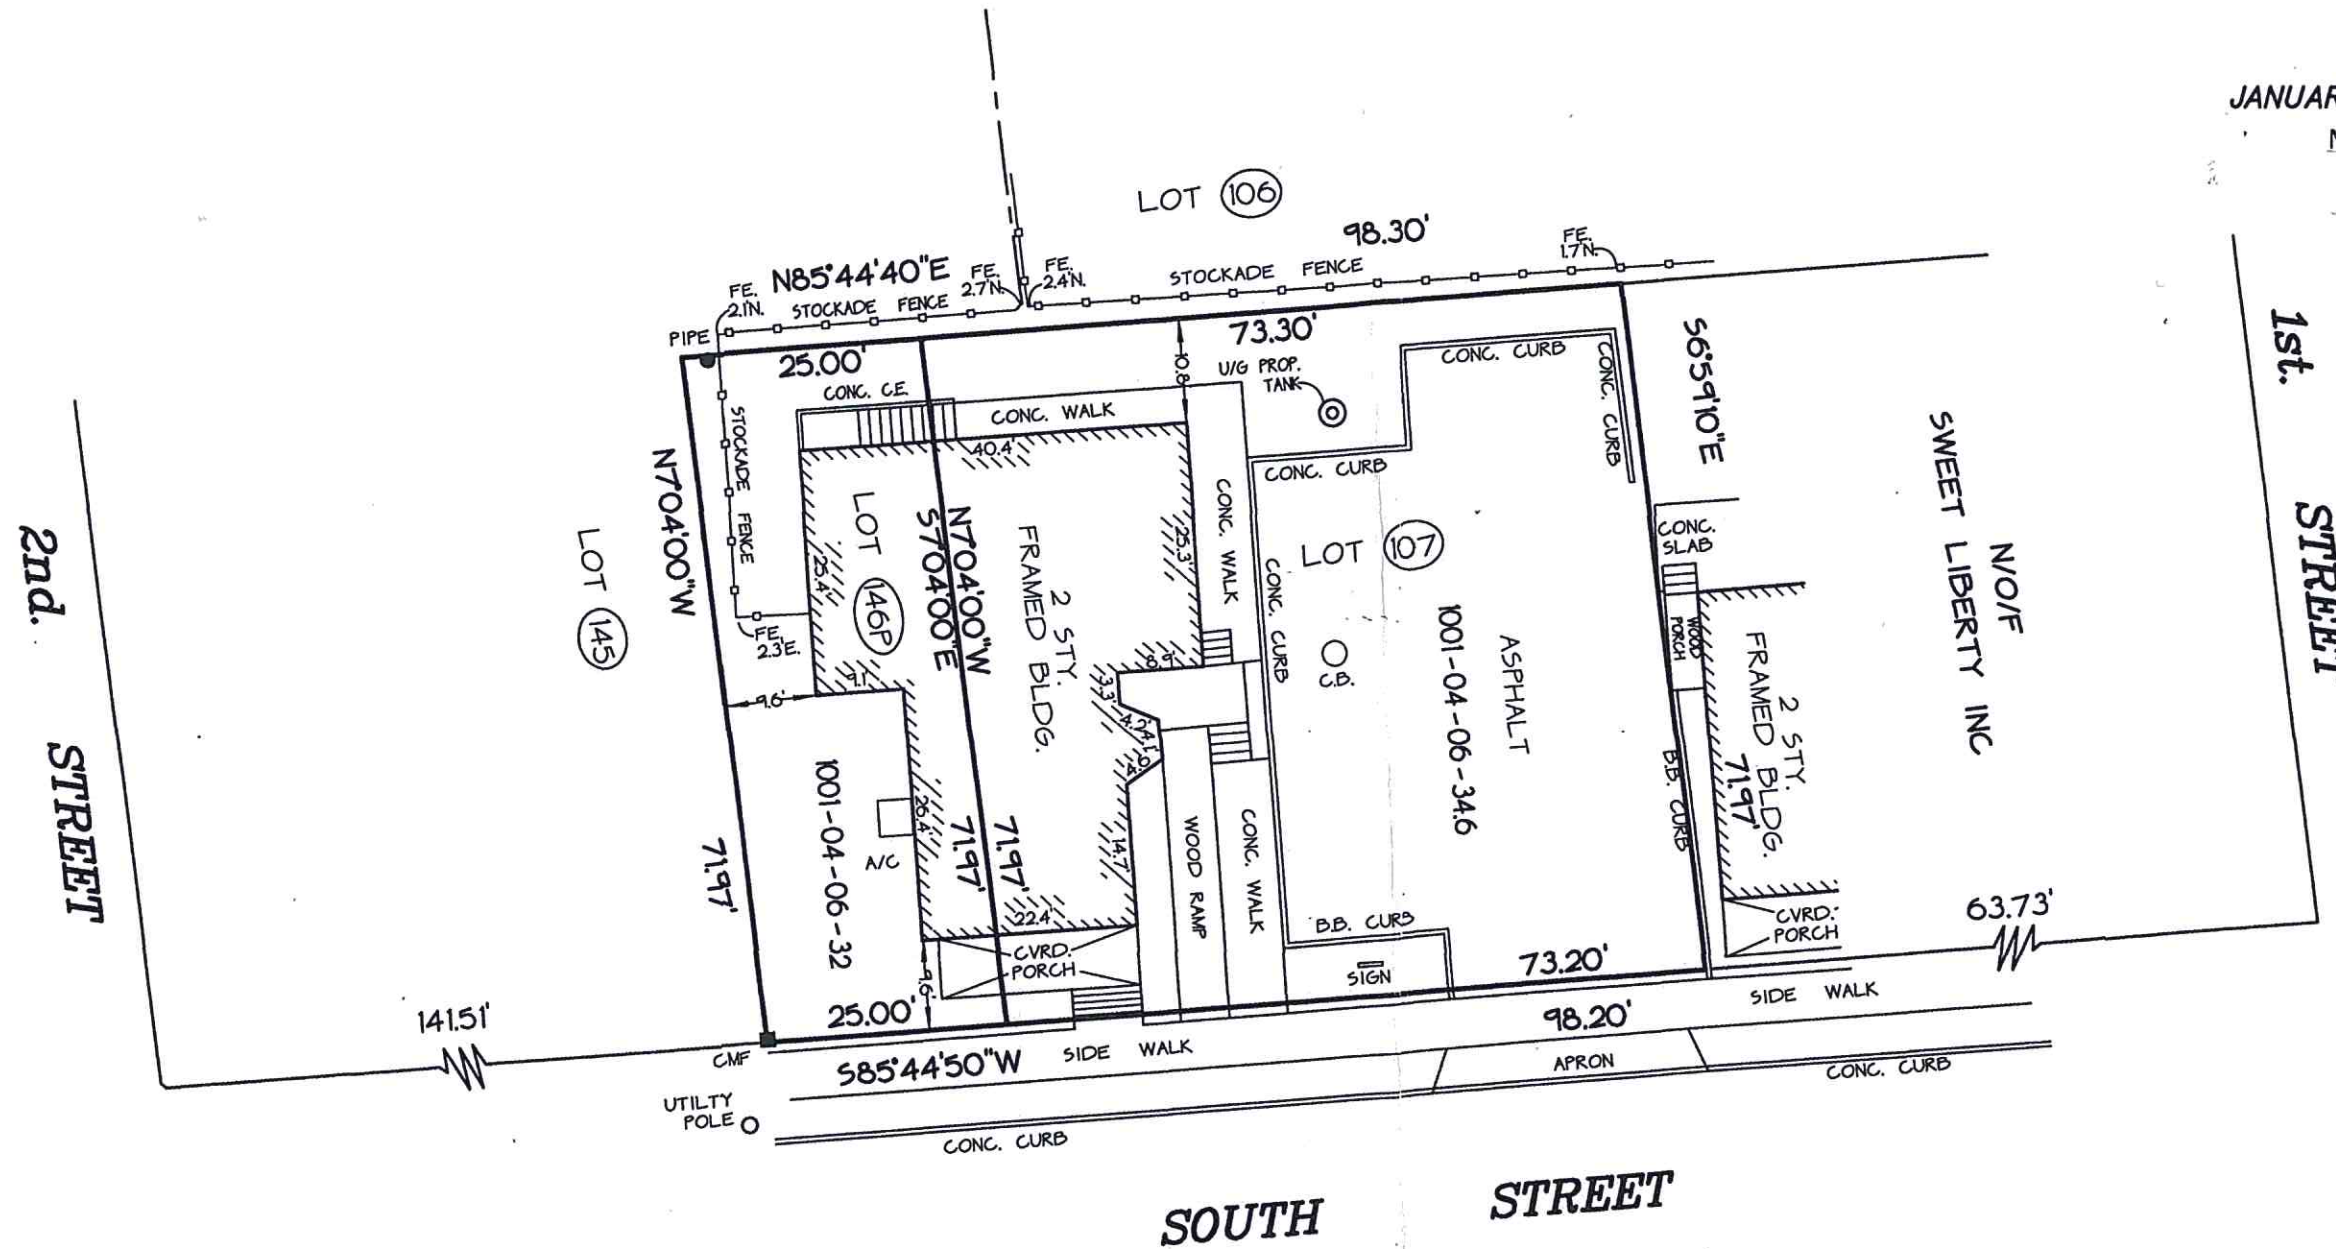 JANUAR
LOT 106
98.30'
FE.
1.7'N.
N85°44'40"E
FE.
2.1'N.
STOCKADE FENCE
FE.
2.7'N.
FE.
2.4'N.
STOCKADE FENCE
PIPE
25.00'
73.30'
CONC. C.E.
CONC. WALK
10.8'
U/G PROP.
TANK
CONC. CURB
CONC. CURB
S6°59'10"E
1st.
STREET
STOCKADE FENCE
40.4'
CONC. CURB
N7°04'00"W
LOT 146P
S7°04'00"E
N7°04'00"W
2 STY.
FRAMED BLDG.
25.3'
CONC. WALK
CONC. CURB
LOT 107
CONC.
SLAB
N/O/F
SWEET LIBERTY INC
2nd.
STREET
LOT 145
25.4'
FE.
2.3'E.
9.1'
9.6'
8.9'
3.3'
4.2'
4.1'
4.0'
C.B.
1001-04-06-34.6
ASPHALT
WOOD
PORCH
2 STY.
FRAMED BLDG.
71.97'
B.B. CURB
71.97'
1001-04-06-32
A/C
26.4'
71.97'
71.97'
14.7'
WOOD RAMP
CONC. WALK
22.4'
CVRD.
PORCH
9.6'
B.B. CURB
SIGN
73.20'
CVRD.
PORCH
63.73'
141.51'
25.00'
98.20'
SIDE WALK
CMF
S85°44'50"W
SIDE WALK
APRON
CONC. CURB
UTILTY
POLE
CONC. CURB
SOUTH STREET